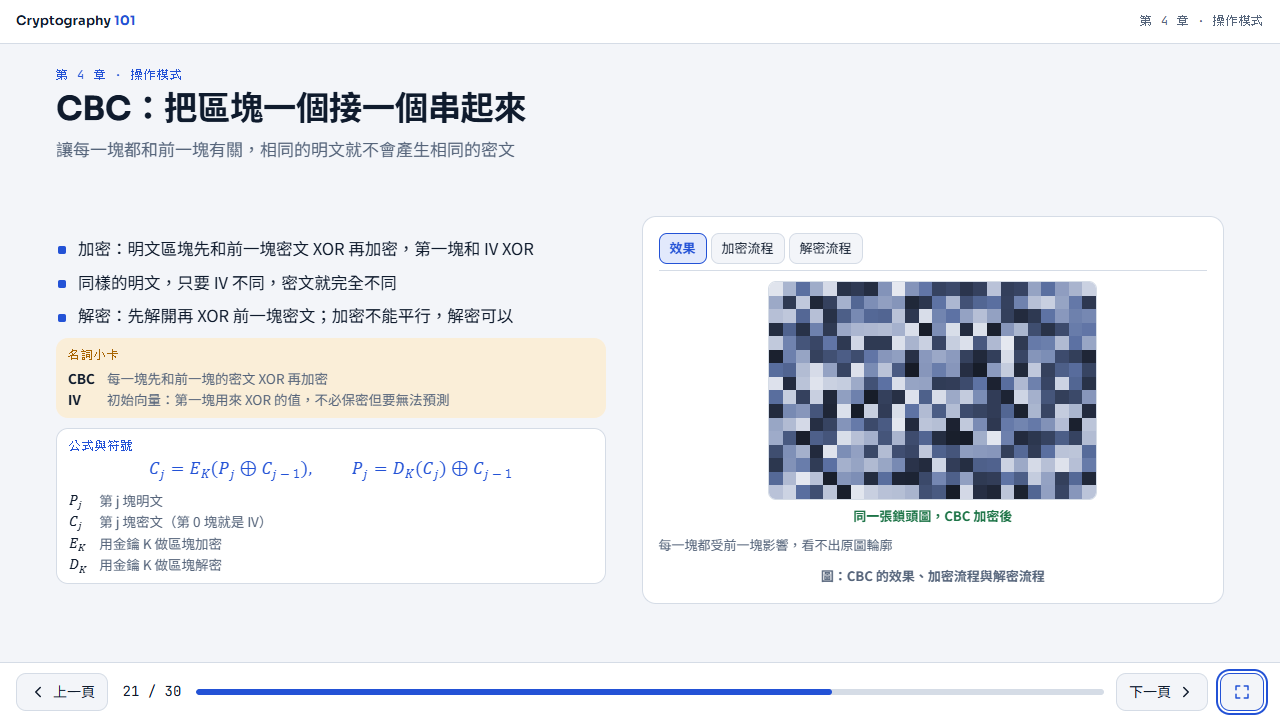 Cryptography 101
第 4 章 · 操作模式
第 4 章 · 操作模式
CBC：把區塊一個接一個串起來
讓每一塊都和前一塊有關，相同的明文就不會產生相同的密文
加密：明文區塊先和前一塊密文 XOR 再加密，第一塊和 IV XOR
同樣的明文，只要 IV 不同，密文就完全不同
解密：先解開再 XOR 前一塊密文；加密不能平行，解密可以
名詞小卡
CBC 每一塊先和前一塊的密文 XOR 再加密
IV 初始向量：第一塊用來 XOR 的值，不必保密但要無法預測
公式與符號
C_j = E_K(P_j ⊕ C_{j−1}), P_j = D_K(C_j) ⊕ C_{j−1}
P_j 第 j 塊明文
C_j 第 j 塊密文（第 0 塊就是 IV）
E_K 用金鑰 K 做區塊加密
D_K 用金鑰 K 做區塊解密
效果 加密流程 解密流程
同一張鎖頭圖，CBC 加密後
每一塊都受前一塊影響，看不出原圖輪廓
圖：CBC 的效果、加密流程與解密流程
上一頁 21 / 30 下一頁